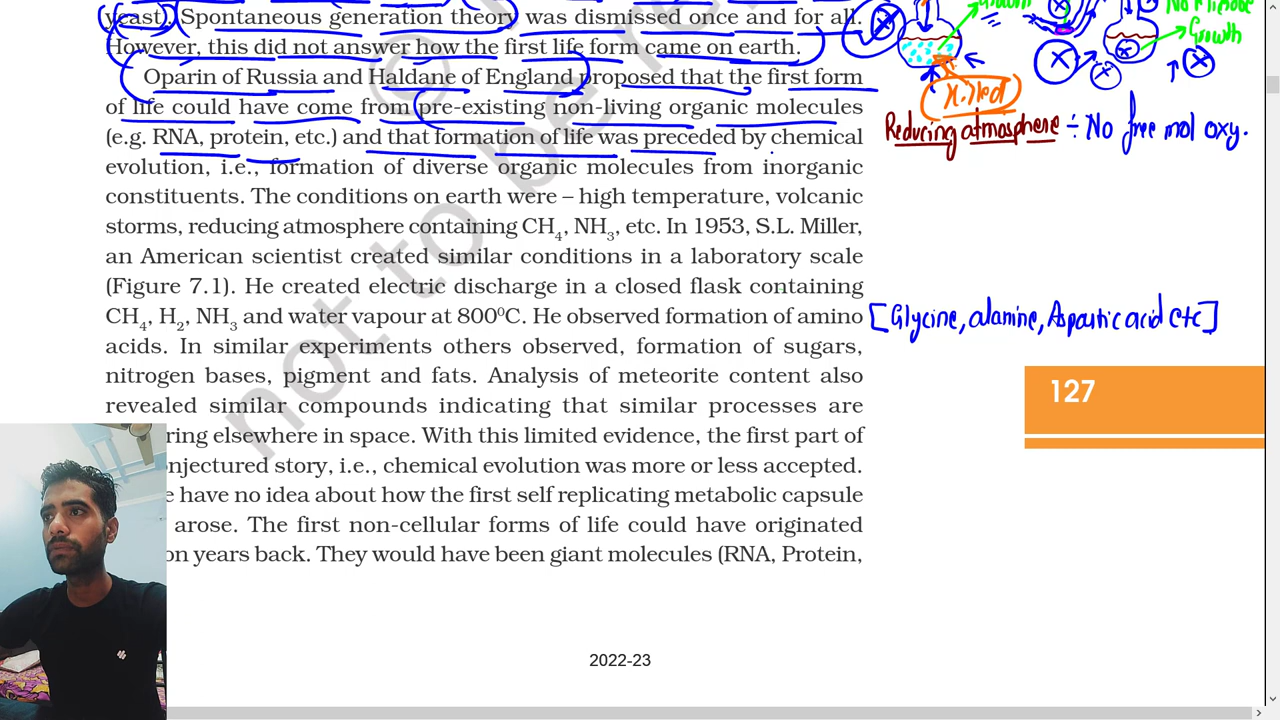 yeast). Spontaneous generation theory was dismissed once and for all.
However, this did not answer how the first life form came on earth.
Growth
Reducing atmosphere ÷ No free mol oxy.
Oparin of Russia and Haldane of England proposed that the first form
of life could have come from pre-existing non-living organic molecules
(e.g. RNA, protein, etc.) and that formation of life was preceded by chemical
evolution, i.e., formation of diverse organic molecules from inorganic
constituents. The conditions on earth were – high temperature, volcanic
storms, reducing atmosphere containing CH₄, NH₃, etc. In 1953, S.L. Miller,
an American scientist created similar conditions in a laboratory scale
(Figure 7.1). He created electric discharge in a closed flask containing
CH₄, H₂, NH₃ and water vapour at 800⁰C. He observed formation of amino
[Glycine, alanine, Aspartic acid etc]
acids. In similar experiments others observed, formation of sugars,
nitrogen bases, pigment and fats. Analysis of meteorite content also
revealed similar compounds indicating that similar processes are
127
elsewhere in space. With this limited evidence, the first part of
story, i.e., chemical evolution was more or less accepted.
have no idea about how the first self replicating metabolic capsule
arose. The first non-cellular forms of life could have originated
years back. They would have been giant molecules (RNA, Protein,
© not to be
2022-23